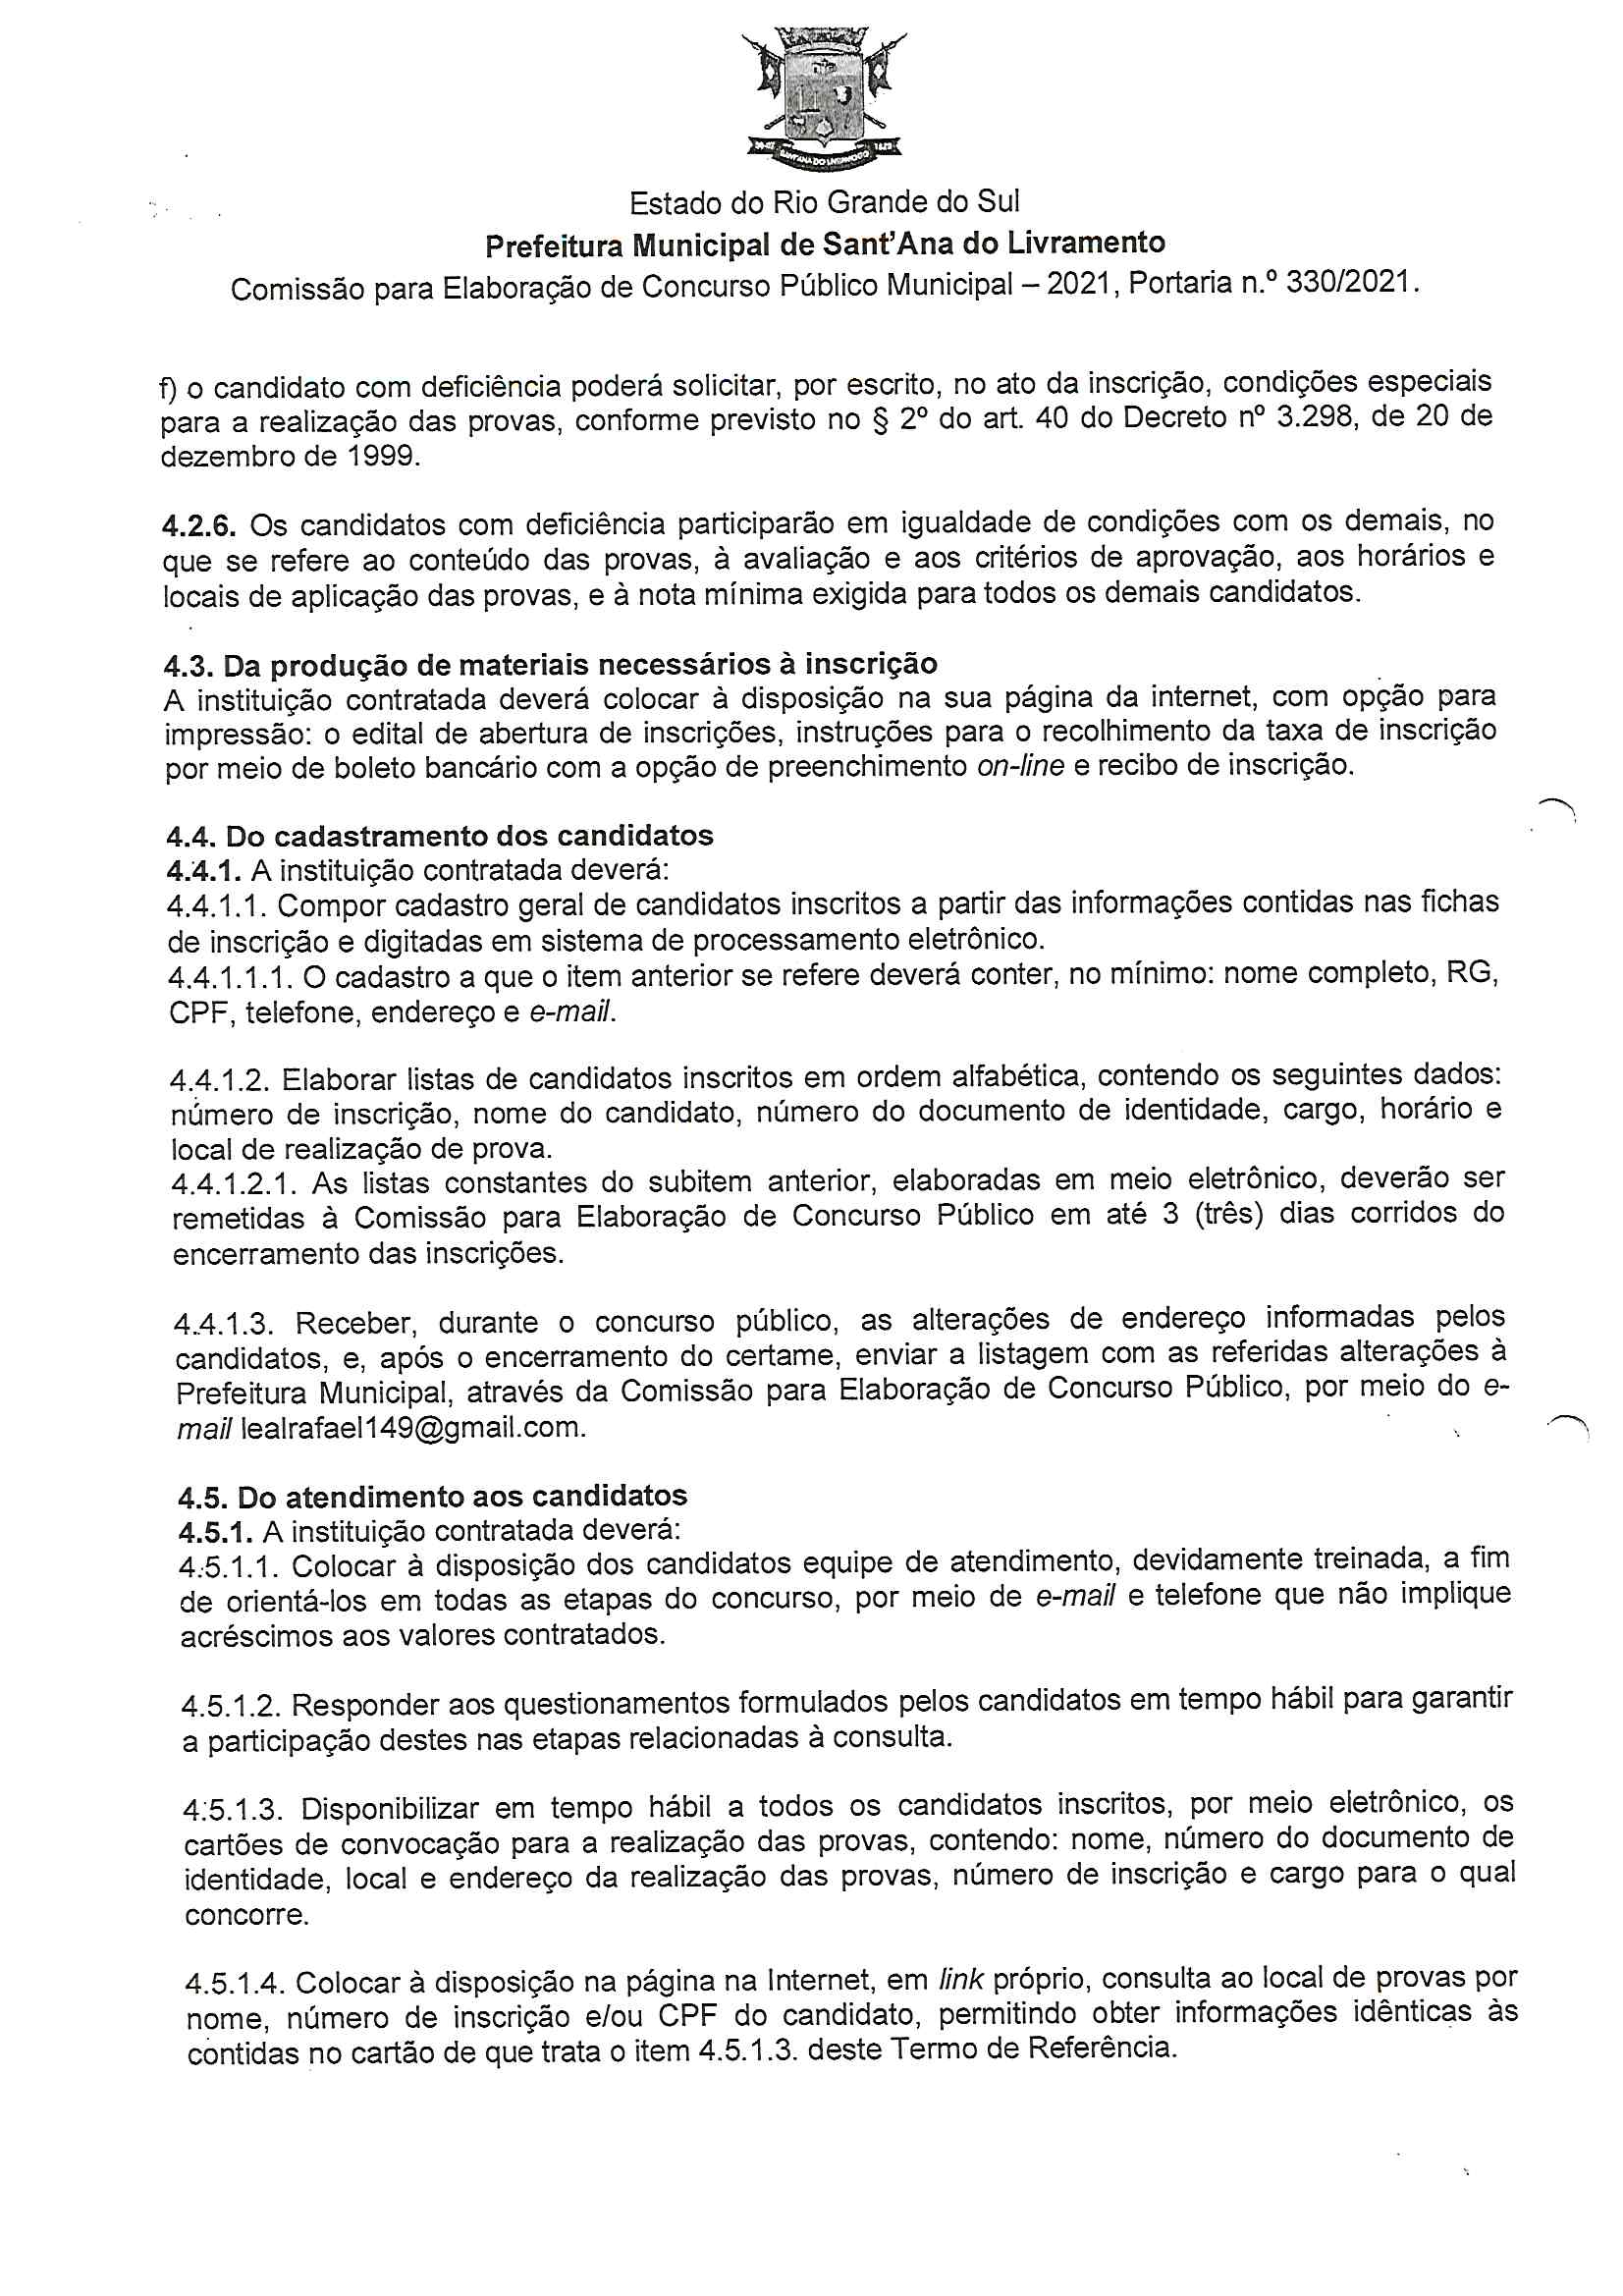 SANT'ANA DO LIVRAMENTO
Estado do Rio Grande do Sul
Prefeitura Municipal de Sant'Ana do Livramento
Comissão para Elaboração de Concurso Público Municipal – 2021, Portaria n.º 330/2021.
f) o candidato com deficiência poderá solicitar, por escrito, no ato da inscrição, condições especiais
para a realização das provas, conforme previsto no § 2º do art. 40 do Decreto nº 3.298, de 20 de
dezembro de 1999.
4.2.6. Os candidatos com deficiência participarão em igualdade de condições com os demais, no
que se refere ao conteúdo das provas, à avaliação e aos critérios de aprovação, aos horários e
locais de aplicação das provas, e à nota mínima exigida para todos os demais candidatos.
4.3. Da produção de materiais necessários à inscrição
A instituição contratada deverá colocar à disposição na sua página da internet, com opção para
impressão: o edital de abertura de inscrições, instruções para o recolhimento da taxa de inscrição
por meio de boleto bancário com a opção de preenchimento on-line e recibo de inscrição.
4.4. Do cadastramento dos candidatos
4.4.1. A instituição contratada deverá:
4.4.1.1. Compor cadastro geral de candidatos inscritos a partir das informações contidas nas fichas
de inscrição e digitadas em sistema de processamento eletrônico.
4.4.1.1.1. O cadastro a que o item anterior se refere deverá conter, no mínimo: nome completo, RG,
CPF, telefone, endereço e e-mail.
4.4.1.2. Elaborar listas de candidatos inscritos em ordem alfabética, contendo os seguintes dados:
número de inscrição, nome do candidato, número do documento de identidade, cargo, horário e
local de realização de prova.
4.4.1.2.1. As listas constantes do subitem anterior, elaboradas em meio eletrônico, deverão ser
remetidas à Comissão para Elaboração de Concurso Público em até 3 (três) dias corridos do
encerramento das inscrições.
4.4.1.3. Receber, durante o concurso público, as alterações de endereço informadas pelos
candidatos, e, após o encerramento do certame, enviar a listagem com as referidas alterações à
Prefeitura Municipal, através da Comissão para Elaboração de Concurso Público, por meio do e-
mail lealrafael149@gmail.com.
4.5. Do atendimento aos candidatos
4.5.1. A instituição contratada deverá:
4.5.1.1. Colocar à disposição dos candidatos equipe de atendimento, devidamente treinada, a fim
de orientá-los em todas as etapas do concurso, por meio de e-mail e telefone que não implique
acréscimos aos valores contratados.
4.5.1.2. Responder aos questionamentos formulados pelos candidatos em tempo hábil para garantir
a participação destes nas etapas relacionadas à consulta.
4.5.1.3. Disponibilizar em tempo hábil a todos os candidatos inscritos, por meio eletrônico, os
cartões de convocação para a realização das provas, contendo: nome, número do documento de
identidade, local e endereço da realização das provas, número de inscrição e cargo para o qual
concorre.
4.5.1.4. Colocar à disposição na página na Internet, em link próprio, consulta ao local de provas por
nome, número de inscrição e/ou CPF do candidato, permitindo obter informações idênticas às
contidas no cartão de que trata o item 4.5.1.3. deste Termo de Referência.